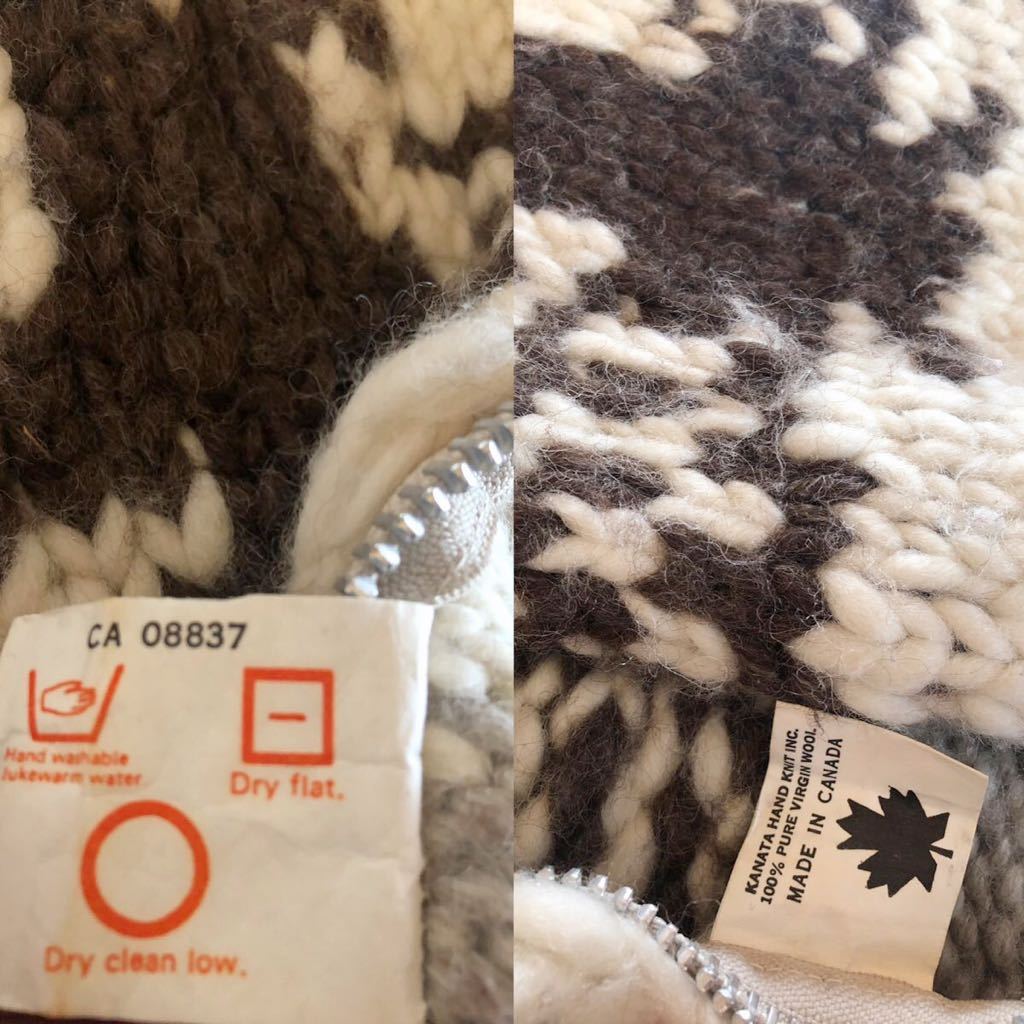 CA 08837
Hand washable
lukewarm water.
Dry flat.
Dry clean low.
KANATA HAND KNIT INC.
100% PURE VIRGIN WOOL
MADE IN CANADA